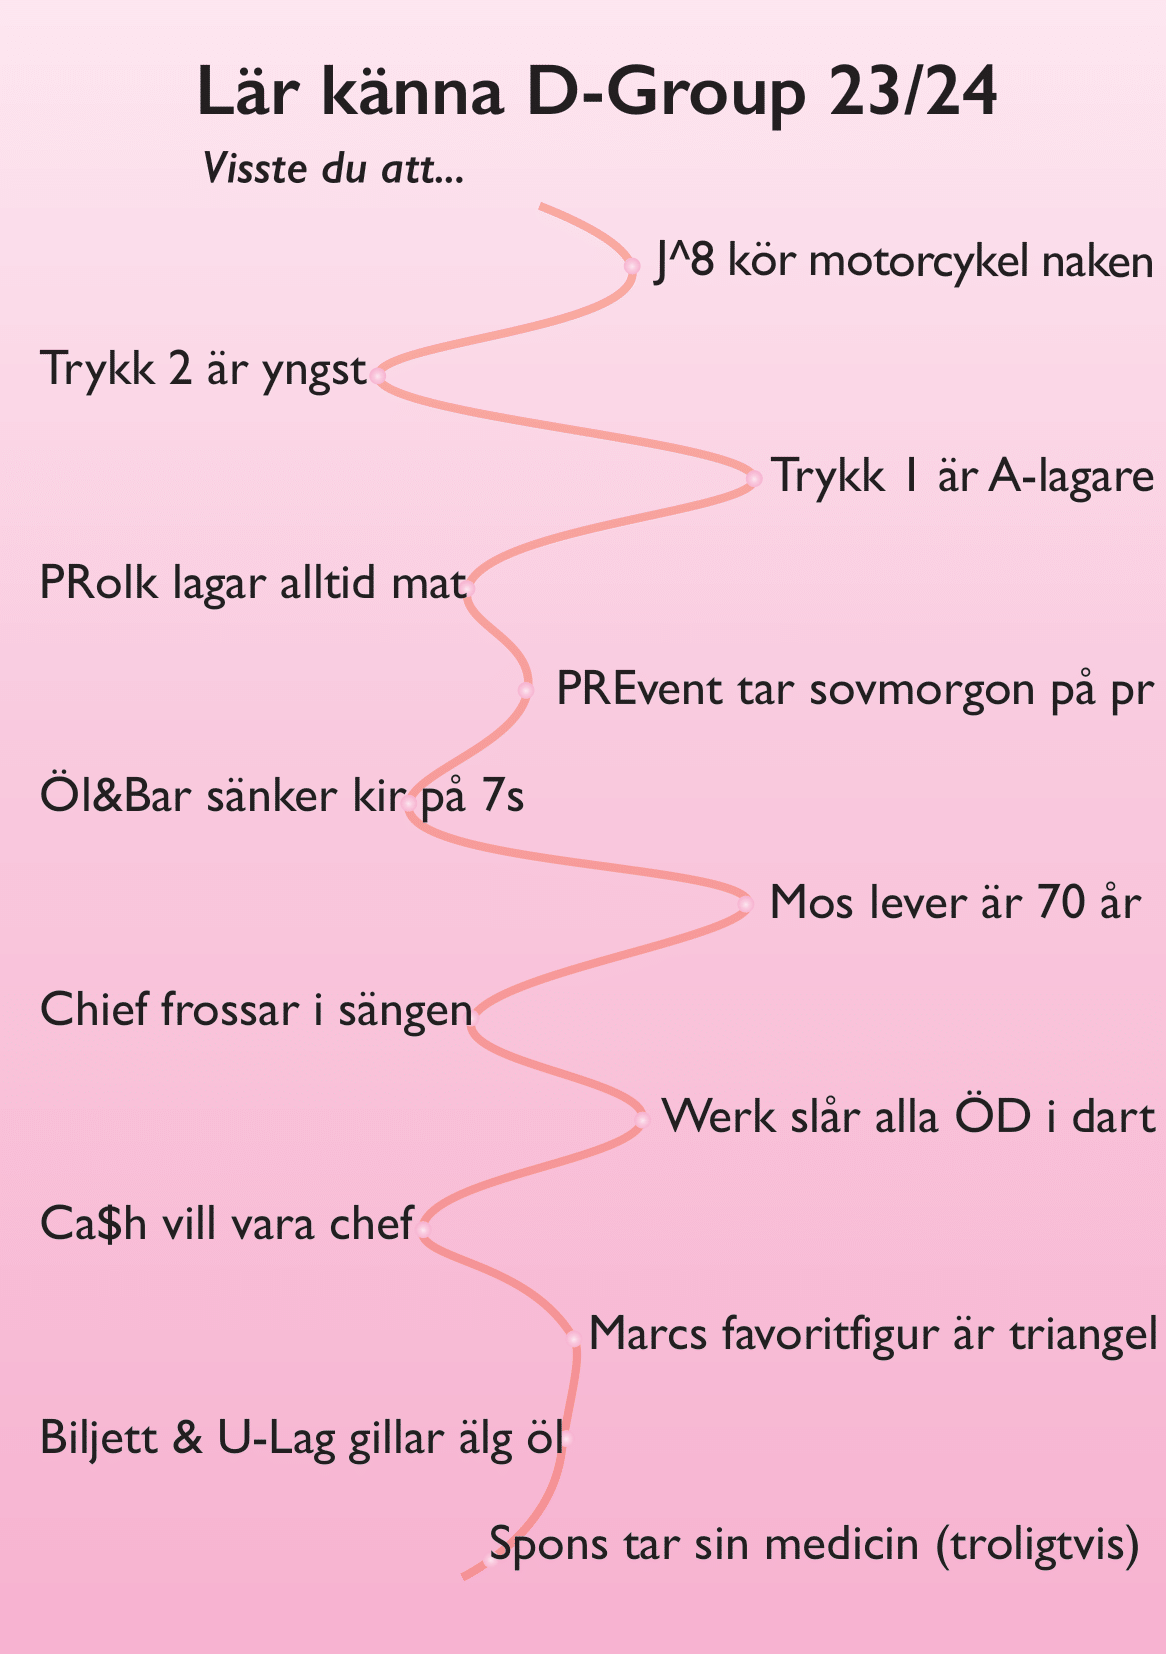 Lär känna D-Group 23/24
Visste du att...
J^8 kör motorcykel naken
Trykk 2 är yngst
Trykk 1 är A-lagare
PRolk lagar alltid mat
PREvent tar sovmorgon på pr
Öl&Bar sänker kir på 7s
Mos lever är 70 år
Chief frossar i sängen
Werk slår alla ÖD i dart
Ca$h vill vara chef
Marcs favoritfigur är triangel
Biljett & U-Lag gillar älg öl
Spons tar sin medicin (troligtvis)